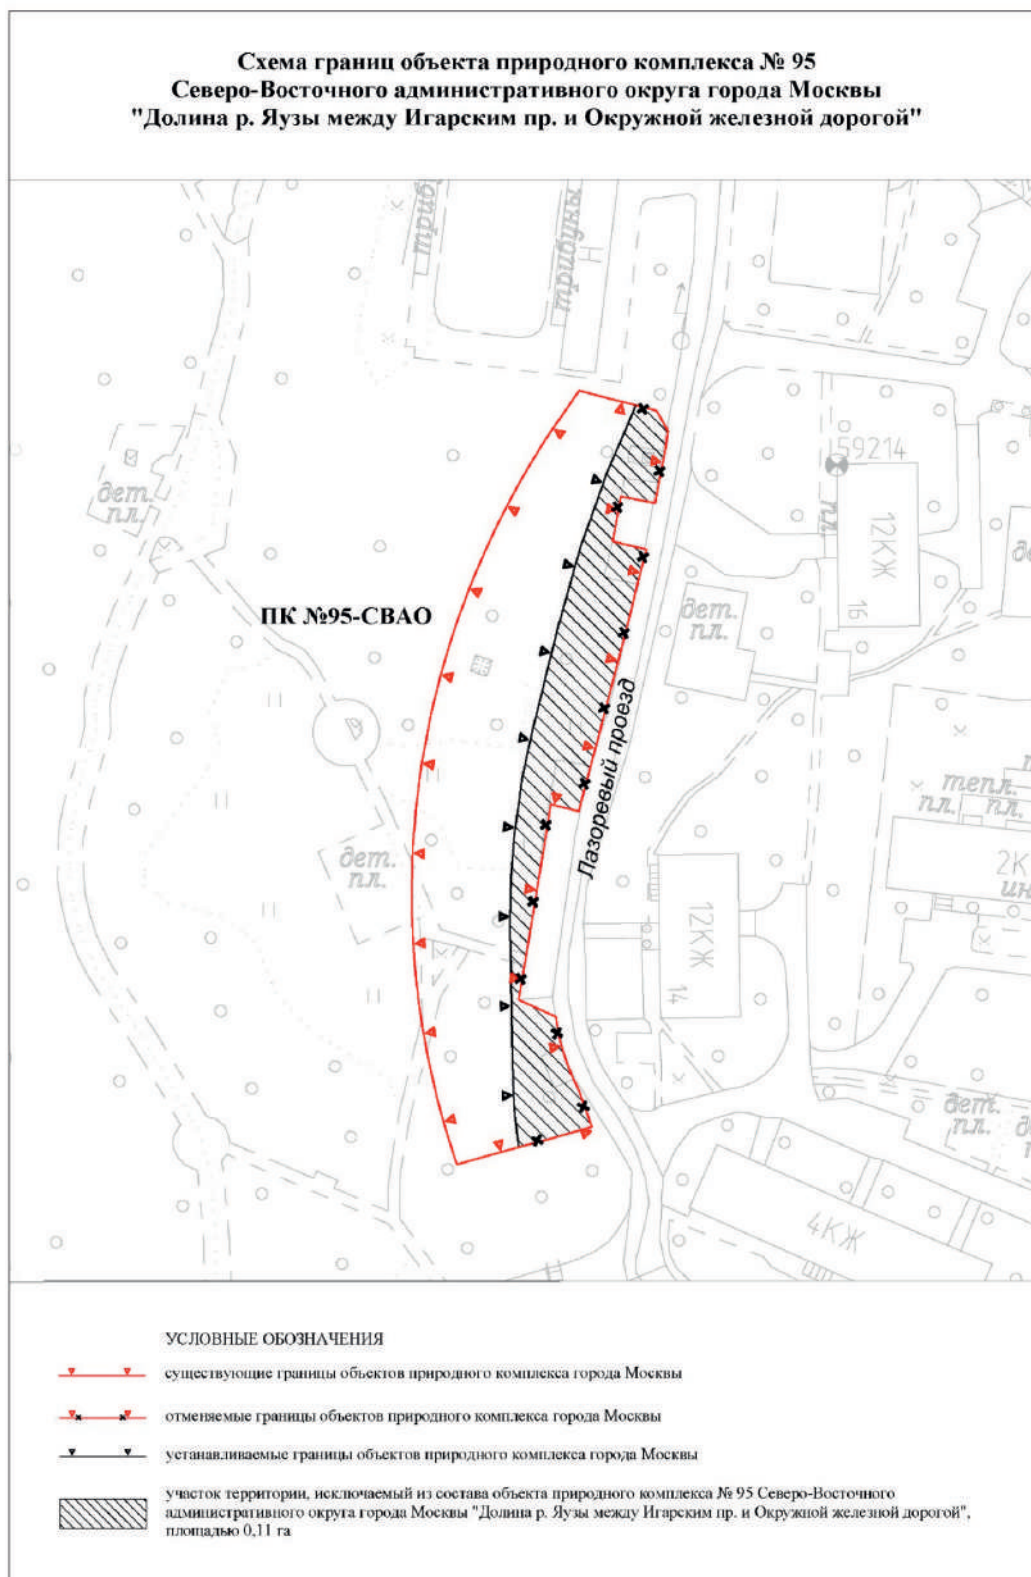 Схема границ объекта природного комплекса № 95
Северо-Восточного административного округа города Москвы
"Долина р. Яузы между Игарским пр. и Окружной железной дорогой"
трибуны
Н
59214
дет.
пл.
12КЖ
16
ПК №95-СВАО
дет.
пл.
Лазоревый проезд
тепл.
пл.
пл.
дет.
пл.
2К
12КЖ
14
дет.
пл.
4КЖ
УСЛОВНЫЕ ОБОЗНАЧЕНИЯ
существующие границы объектов природного комплекса города Москвы
отменяемые границы объектов природного комплекса города Москвы
устанавливаемые границы объектов природного комплекса города Москвы
участок территории, исключаемый из состава объекта природного комплекса № 95 Северо-Восточного
административного округа города Москвы "Долина р. Яузы между Игарским пр. и Окружной железной дорогой",
площадью 0,11 га